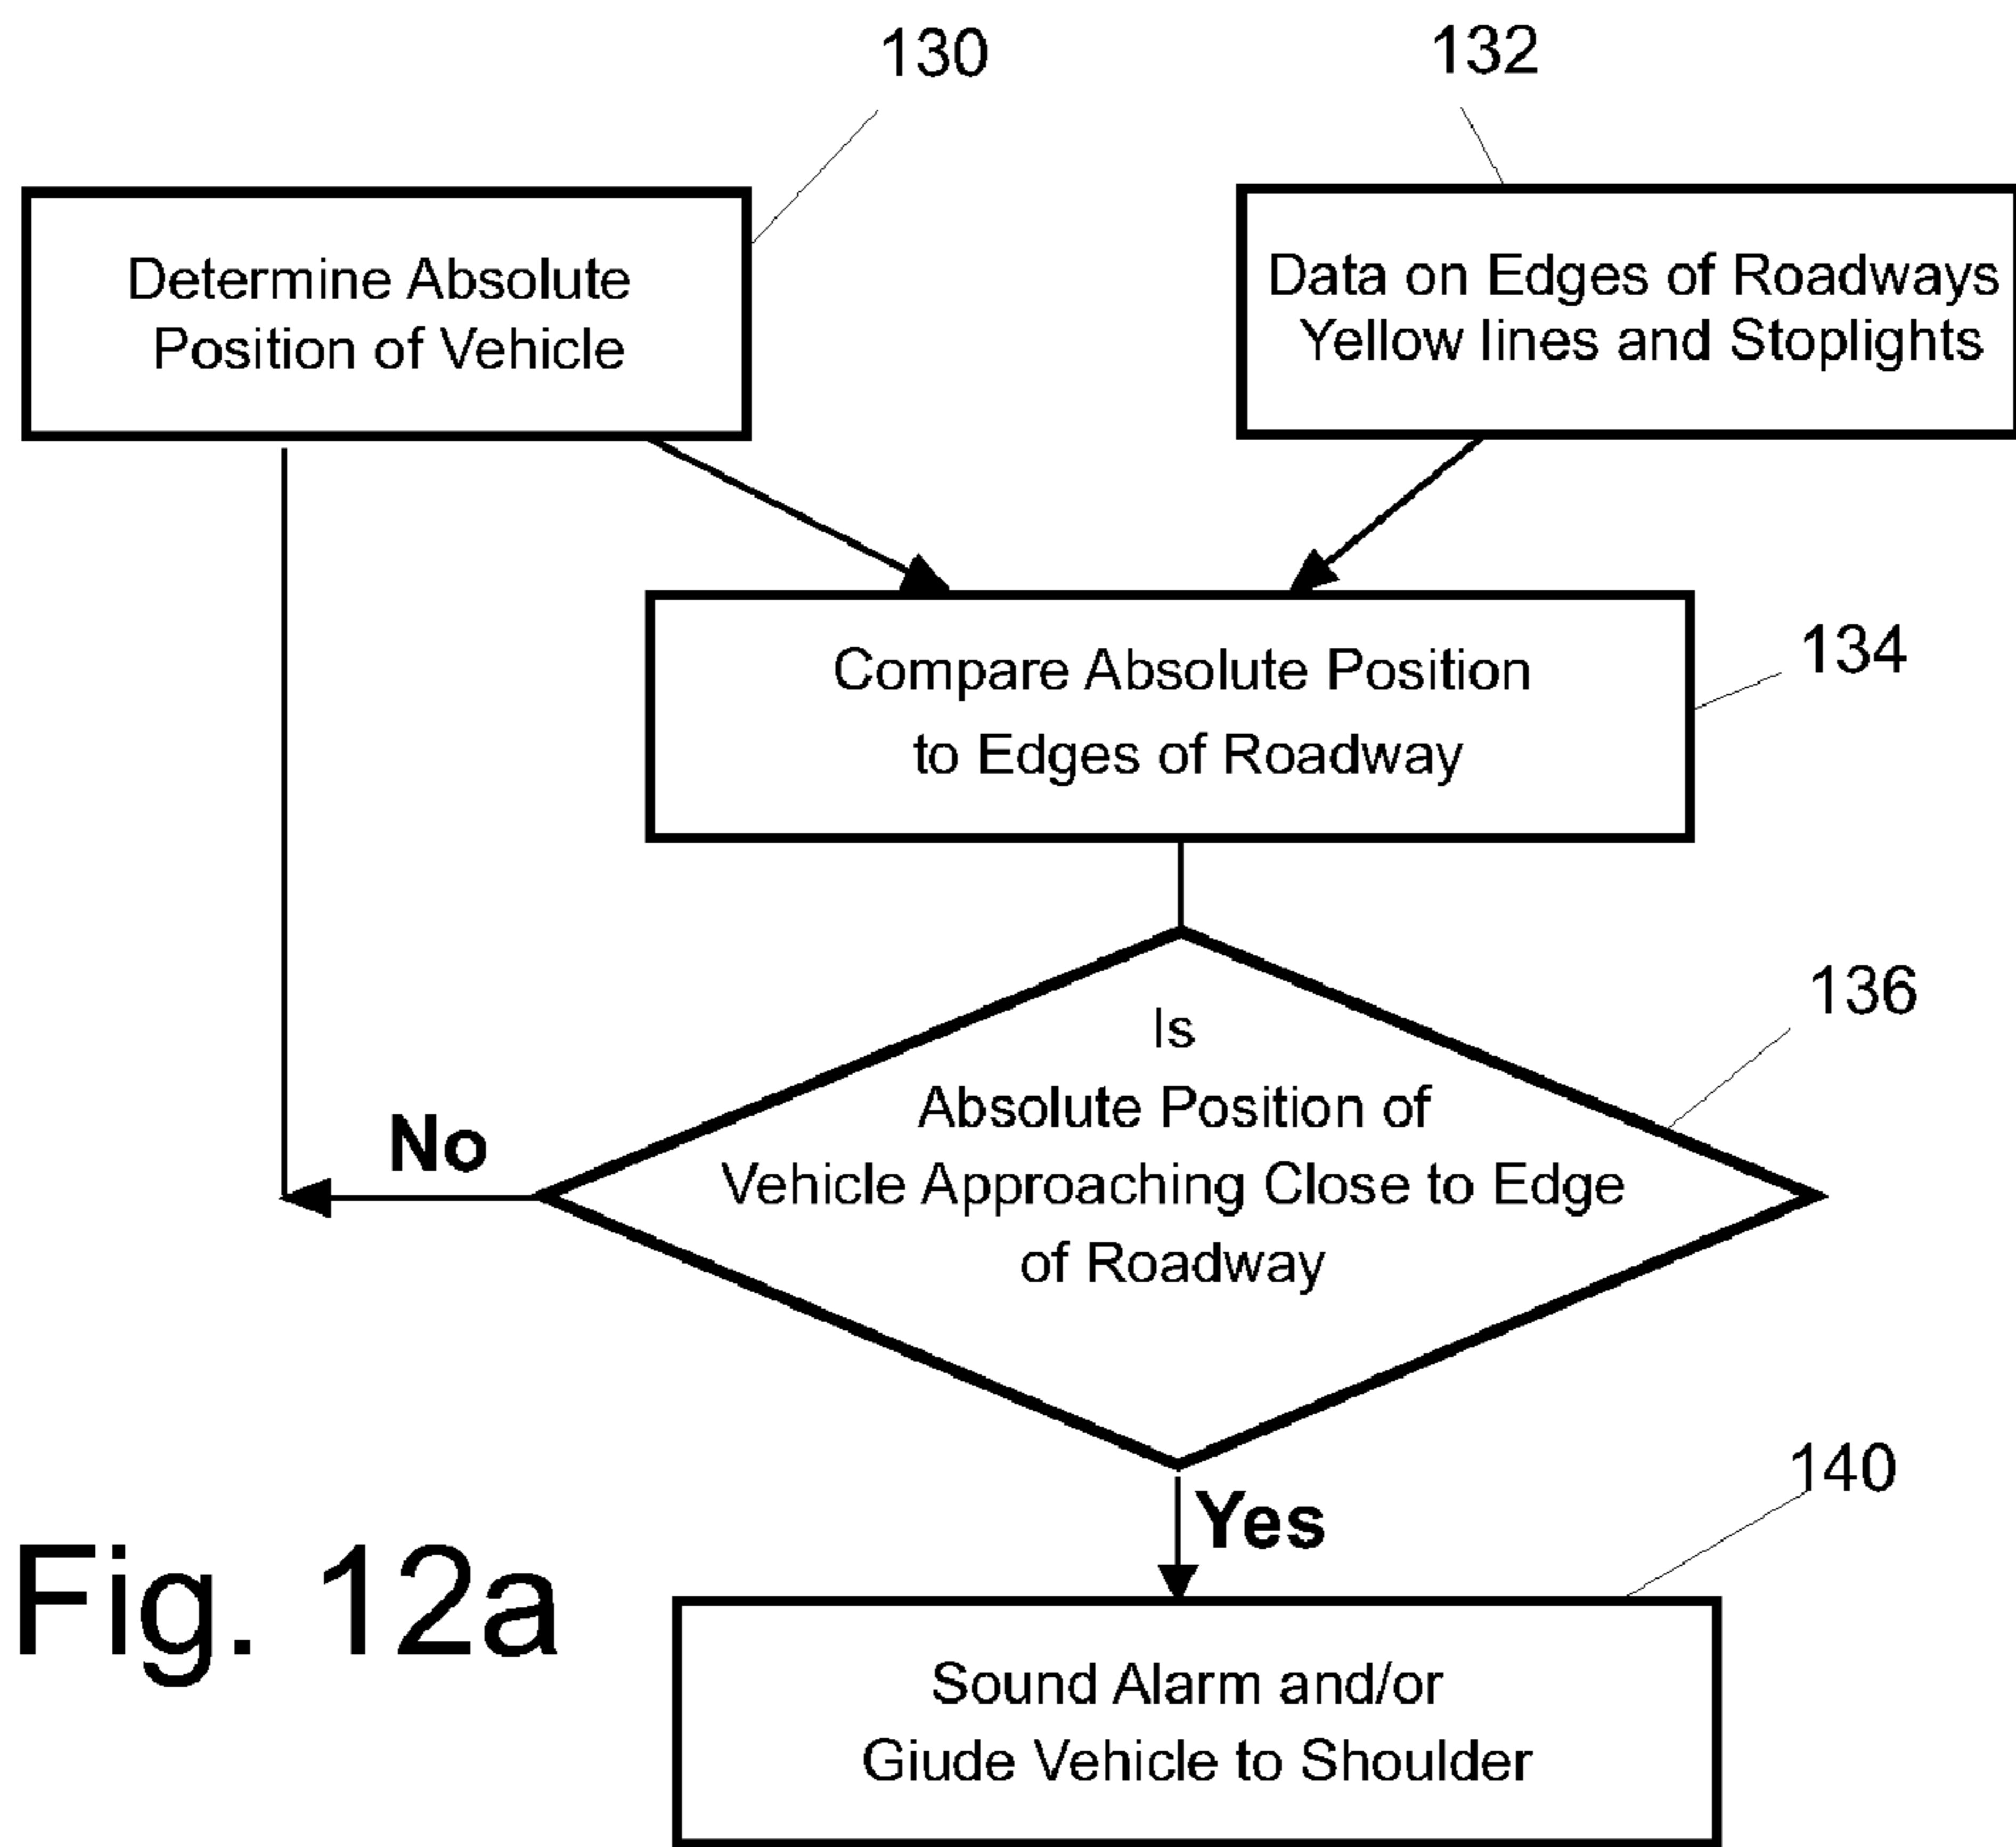 130
132
Determine Absolute
Position of Vehicle
Data on Edges of Roadways
Yellow lines and Stoplights
Compare Absolute Position
to Edges of Roadway
134
Is
Absolute Position of
Vehicle Approaching Close to Edge
of Roadway
136
No
Yes
140
Sound Alarm and/or
Giude Vehicle to Shoulder
Fig. 12a